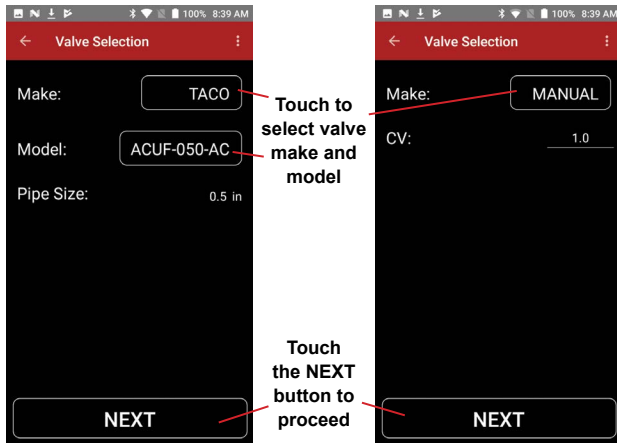 100% 8:39 AM
Valve Selection
Make: TACO
Model: ACUF-050-AC
Pipe Size: 0.5 in
NEXT
Touch to
select valve
make and
model
Touch
the NEXT
button to
proceed
100% 8:39 AM
Valve Selection
Make: MANUAL
CV: 1.0
NEXT